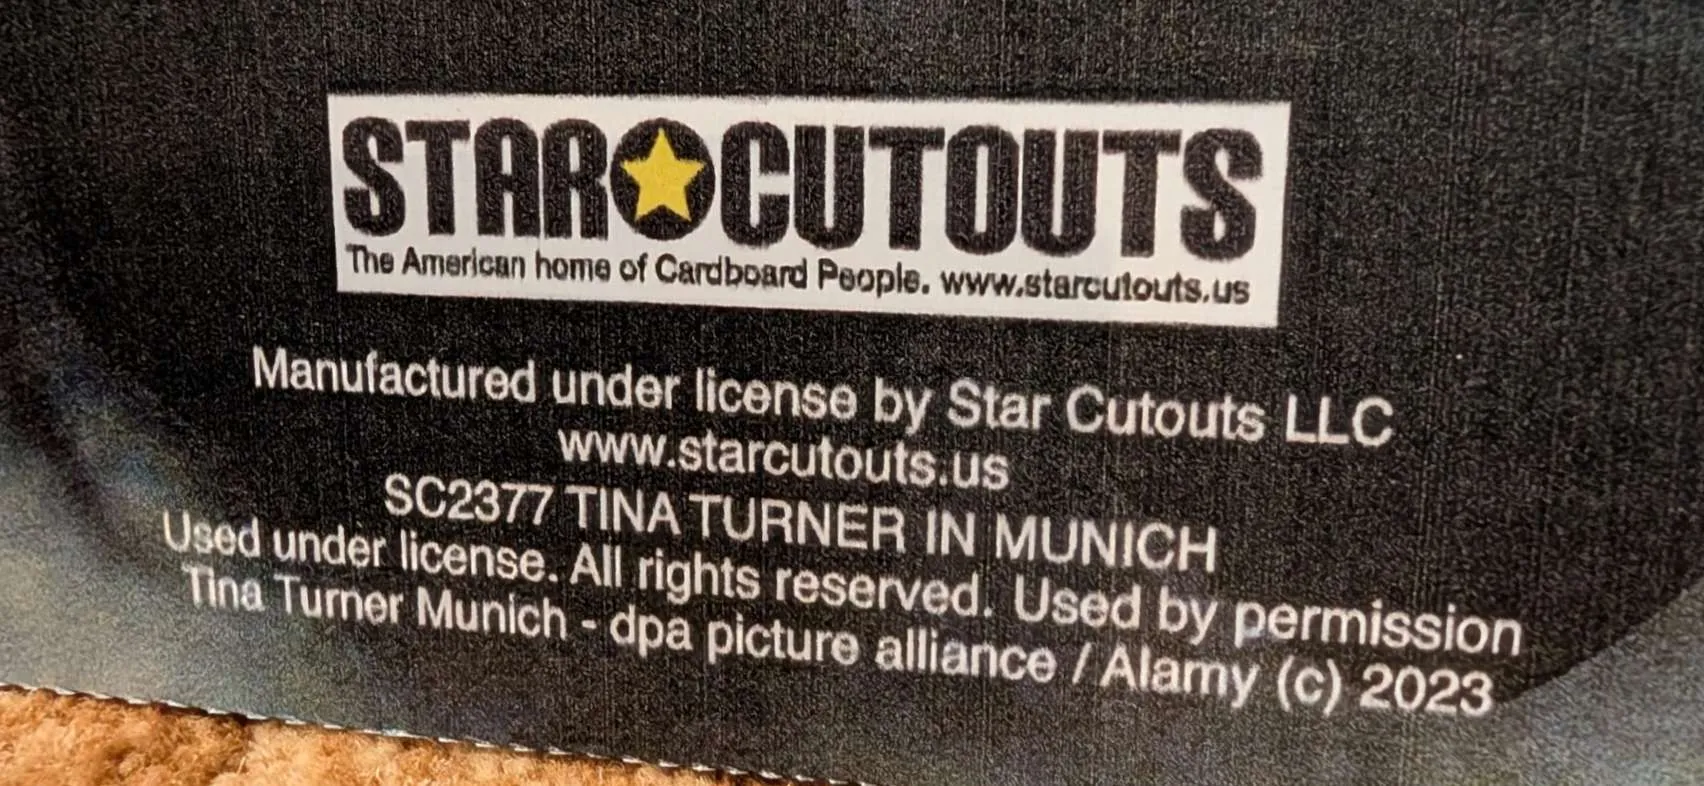 STAR CUTOUTS
The American home of Cardboard People. www.starcutouts.us
Manufactured under license by Star Cutouts LLC
www.starcutouts.us
SC2377 TINA TURNER IN MUNICH
Used under license. All rights reserved. Used by permission
Tina Turner Munich - dpa picture alliance / Alamy (c) 2023